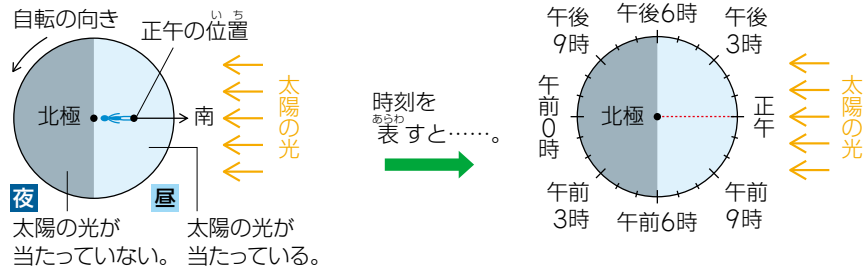 自転の向き
正午の位置
いち
北極
南
太陽の光
夜
昼
太陽の光が
当たっていない。
太陽の光が
当たっている。
時刻を
表すと……。
あらわ
午後6時
午後
9時
午後
3時
午前0時
北極
正午
太陽の光
午前
3時
午前6時
午前
9時